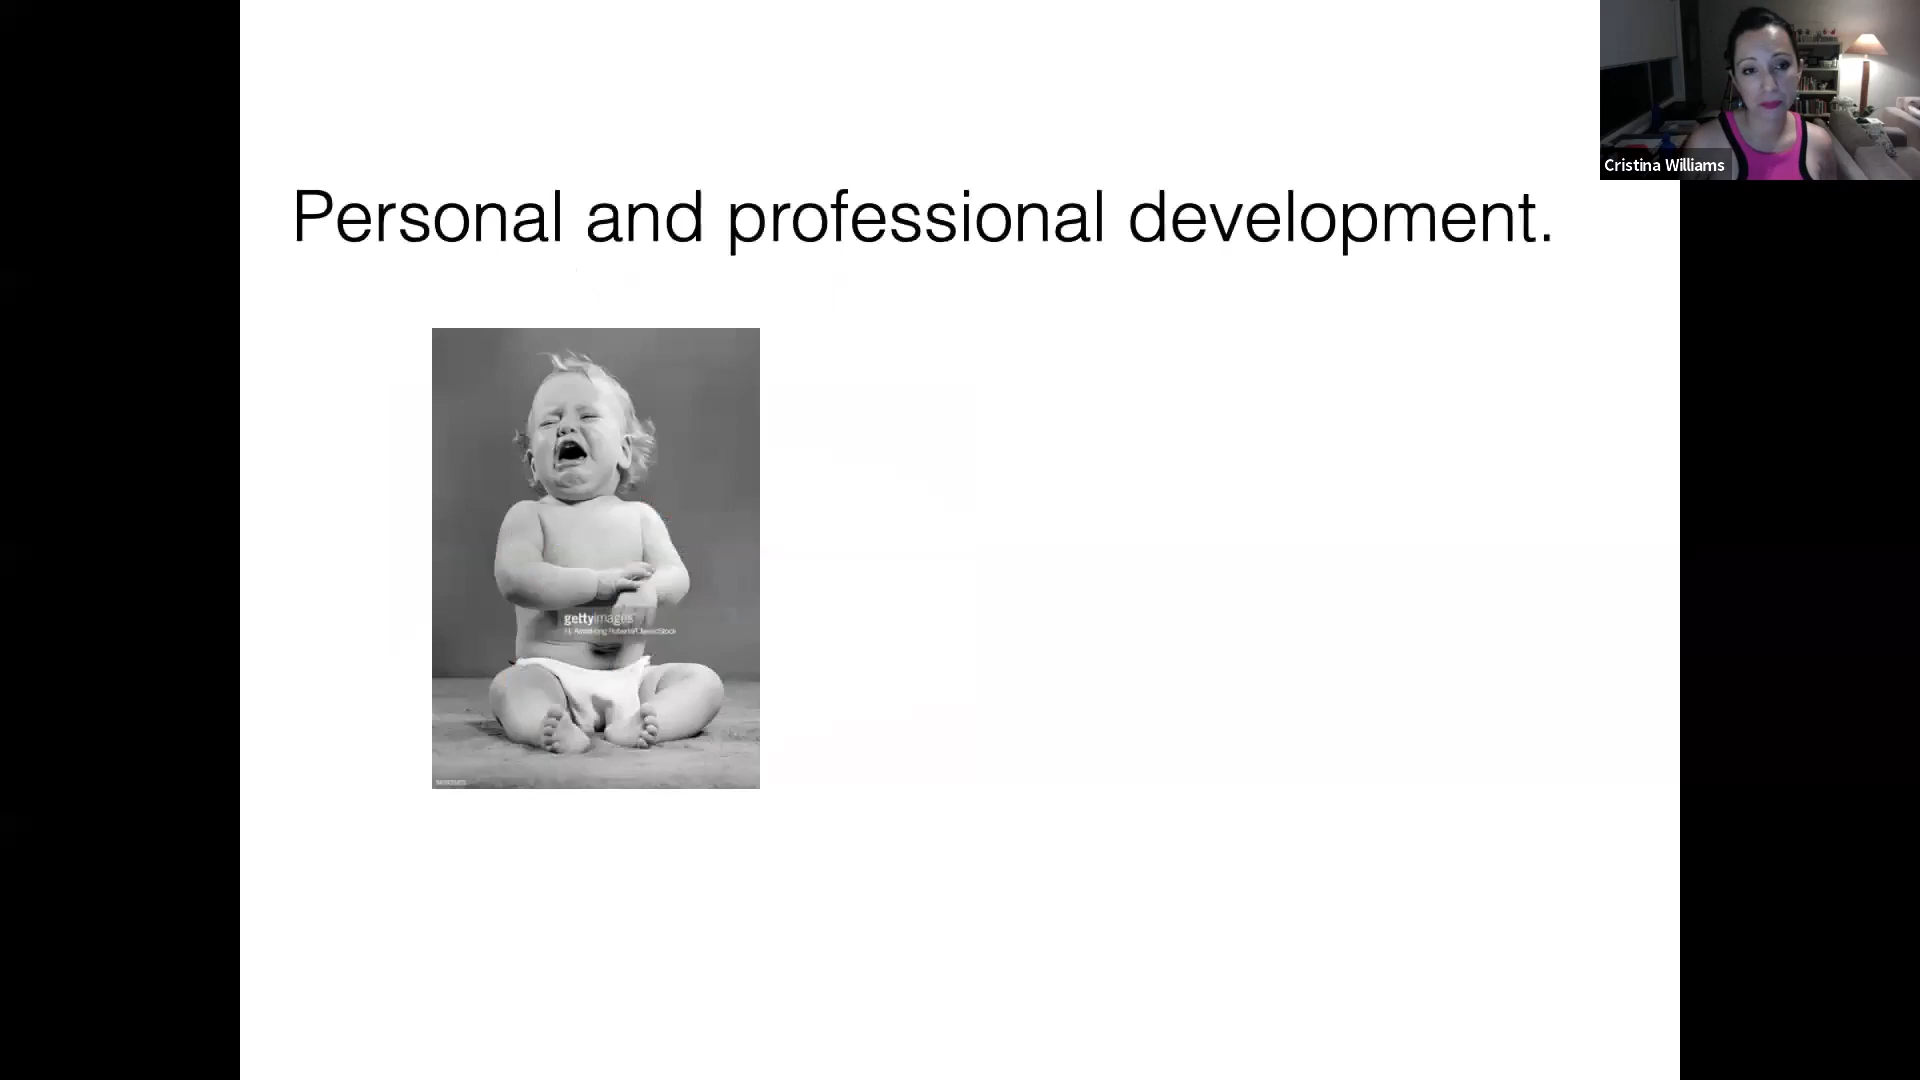 Cristina Williams
Personal and professional development.
gettyimages